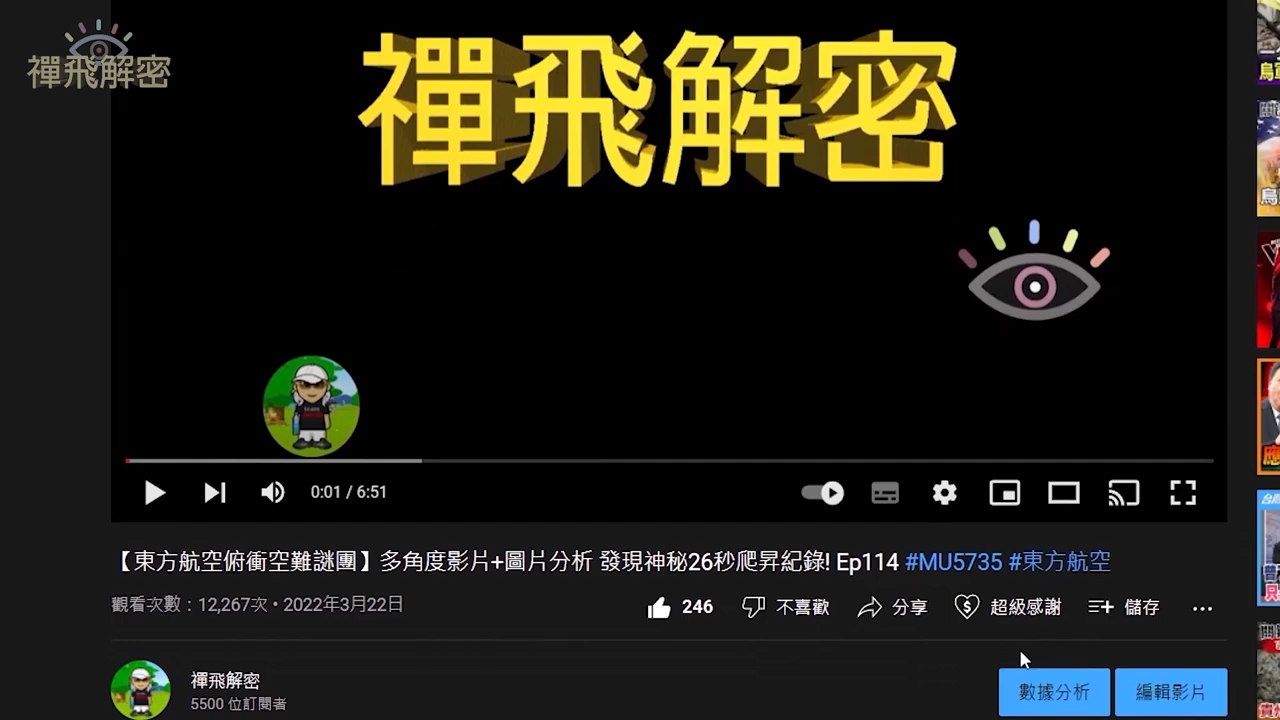 禪飛解密
禪飛解密
0:01 / 6:51
【東方航空俯衝空難謎團】多角度影片+圖片分析 發現神秘26秒爬昇紀錄! Ep114 #MU5735 #東方航空
觀看次數：12,267次 • 2022年3月22日
246 不喜歡 分享 超級感謝 儲存
禪飛解密
5500 位訂閱者
數據分析 編輯影片